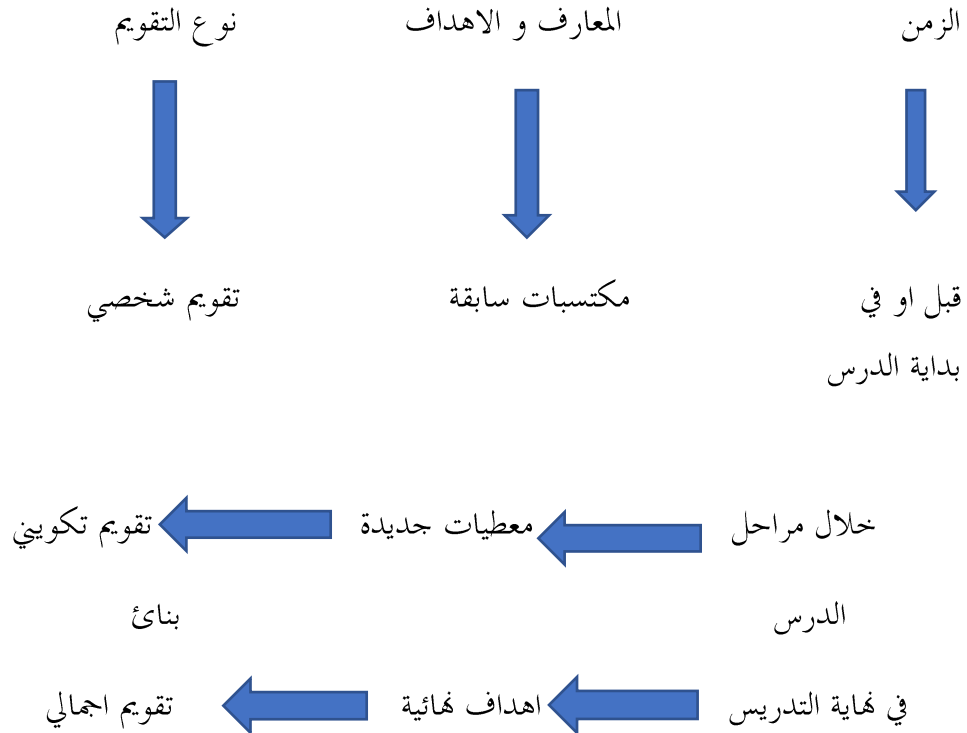 الزمن المعارف و الاهداف نوع التقويم
قبل او في مكتسبات سابقة تقويم شخصي
بداية الدرس
خلال مراحل معطيات جديدة تقويم تكويني
الدرس بنائ
في نهاية التدريس اهداف نهائية تقويم اجمالي